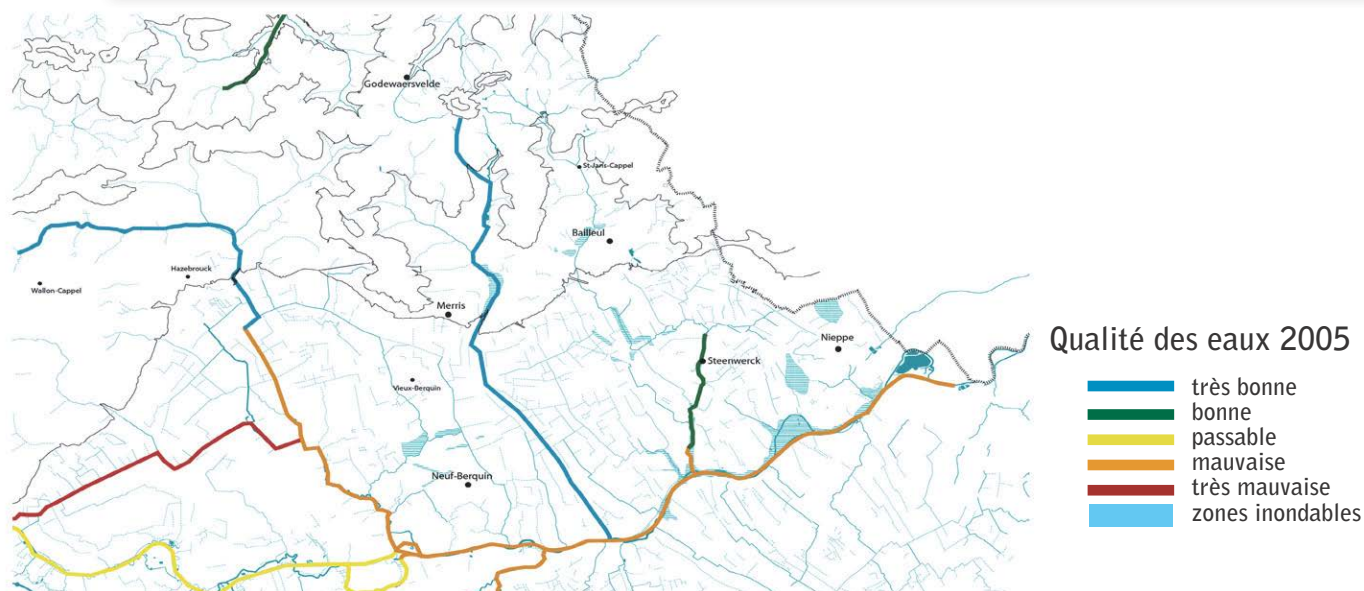 Godewaersvelde
St-Jans-Cappel
Bailleul
Hazebrouck
Wallon-Cappel
Merris
Nieppe
Steenwerck
Vieux-Berquin
Neuf-Berquin
Qualité des eaux 2005
très bonne
bonne
passable
mauvaise
très mauvaise
zones inondables